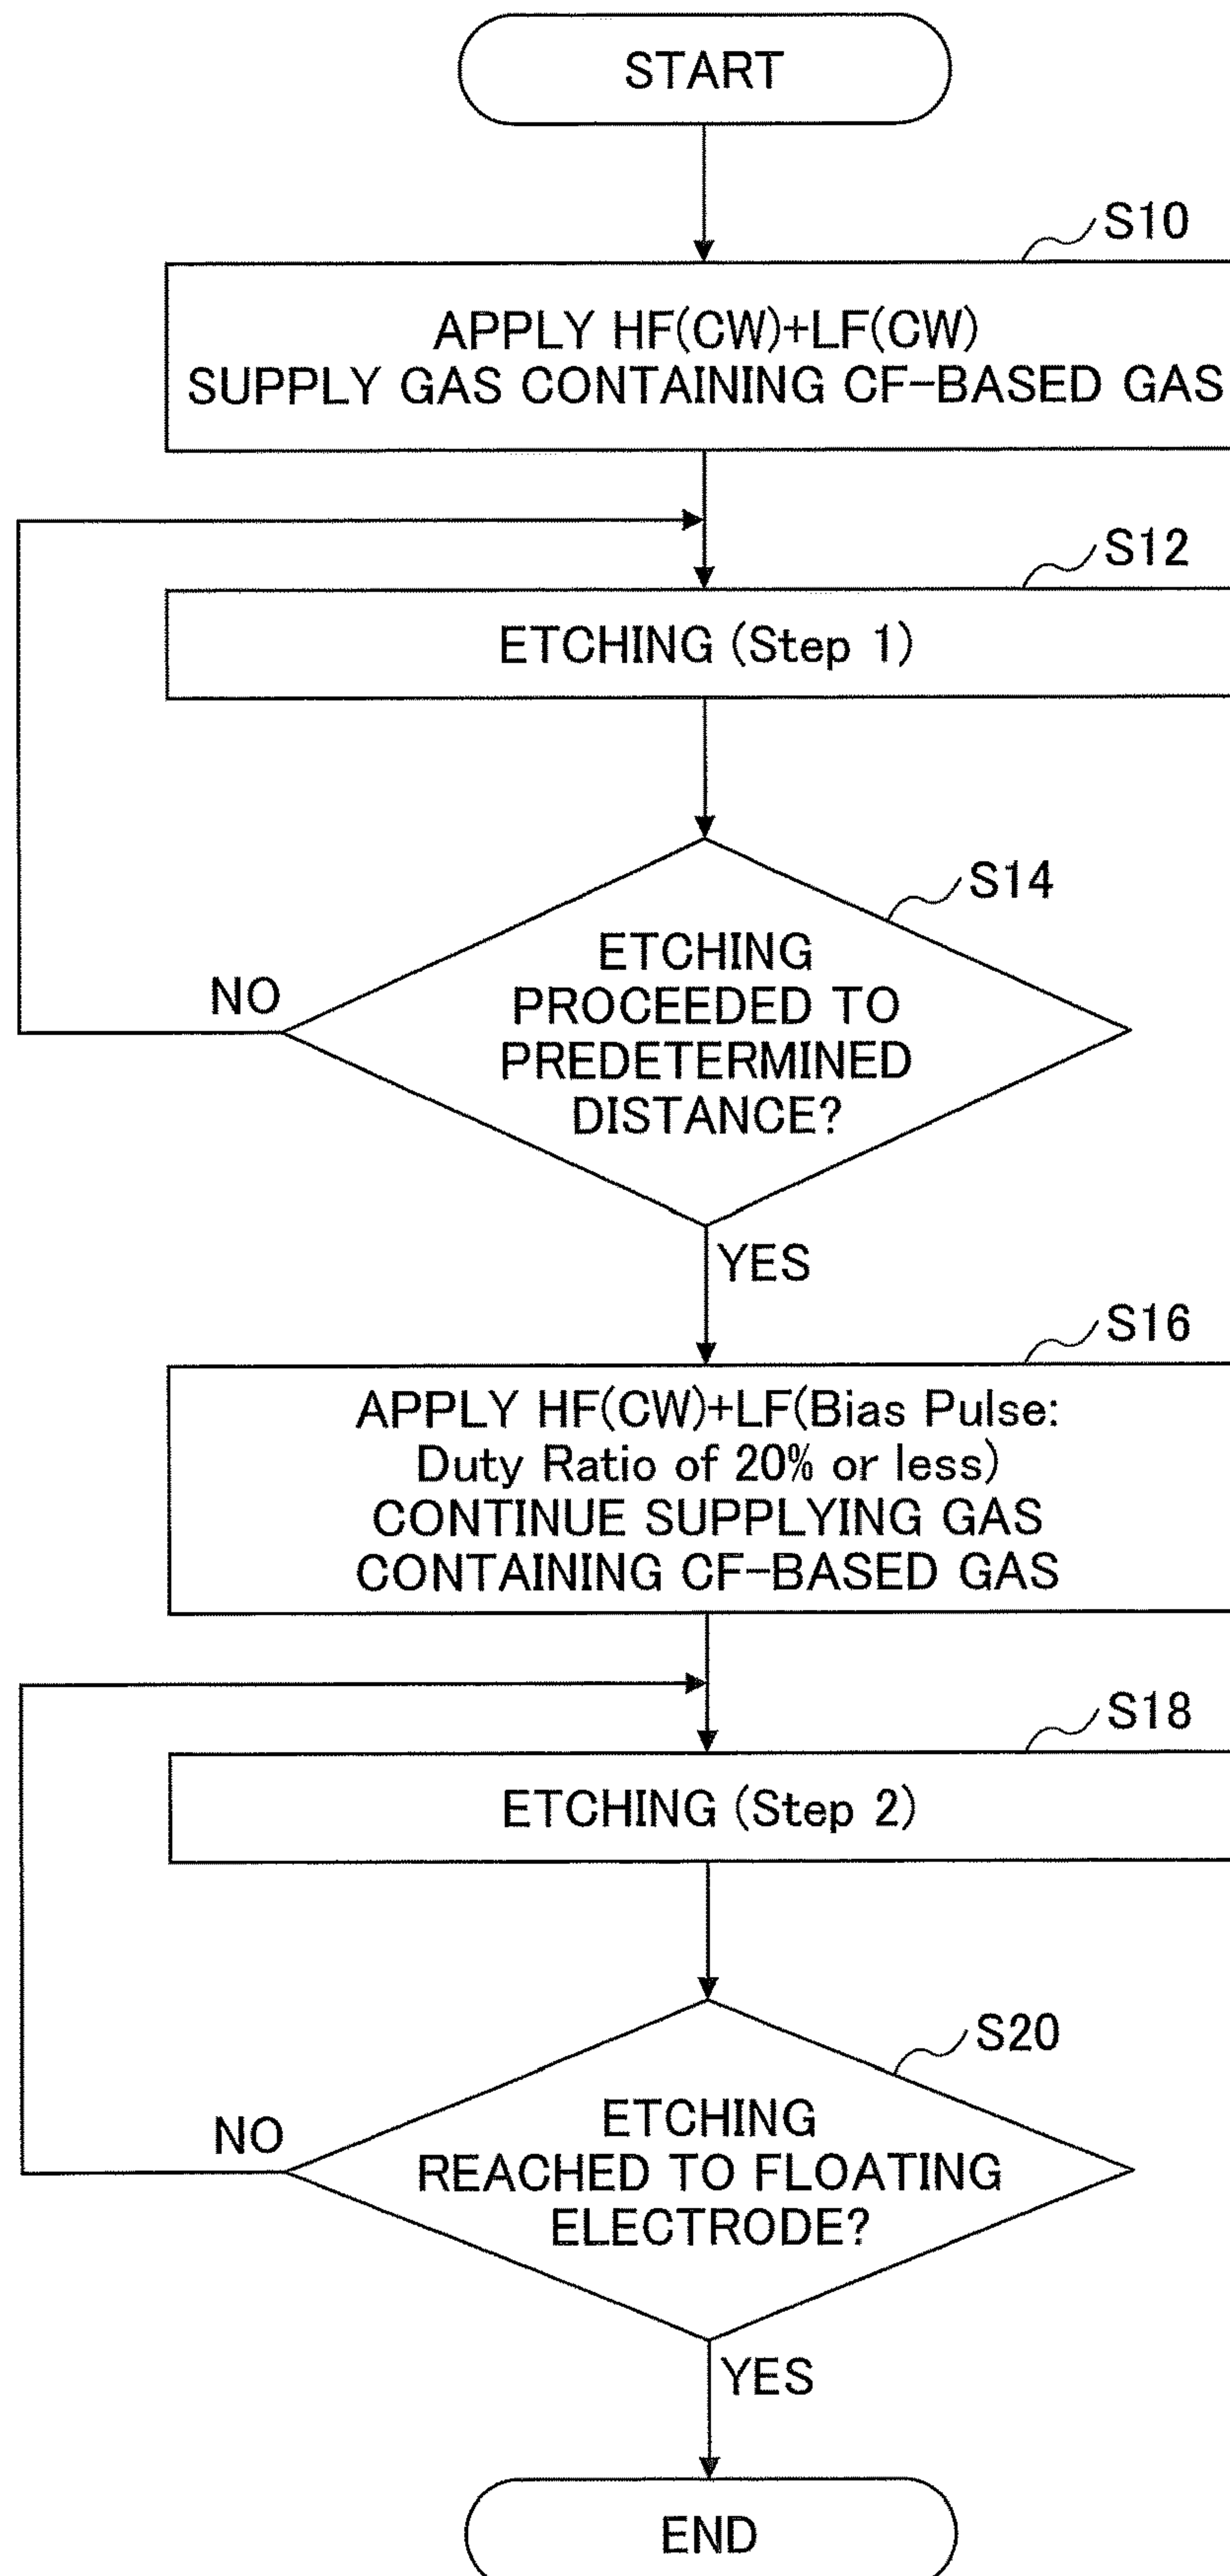 START
S10
APPLY HF(CW)+LF(CW)
SUPPLY GAS CONTAINING CF-BASED GAS
S12
ETCHING (Step 1)
S14
ETCHING
PROCEEDED TO
PREDETERMINED
DISTANCE?
NO
YES
S16
APPLY HF(CW)+LF(Bias Pulse:
Duty Ratio of 20% or less)
CONTINUE SUPPLYING GAS
CONTAINING CF-BASED GAS
S18
ETCHING (Step 2)
S20
ETCHING
REACHED TO FLOATING
ELECTRODE?
NO
YES
END